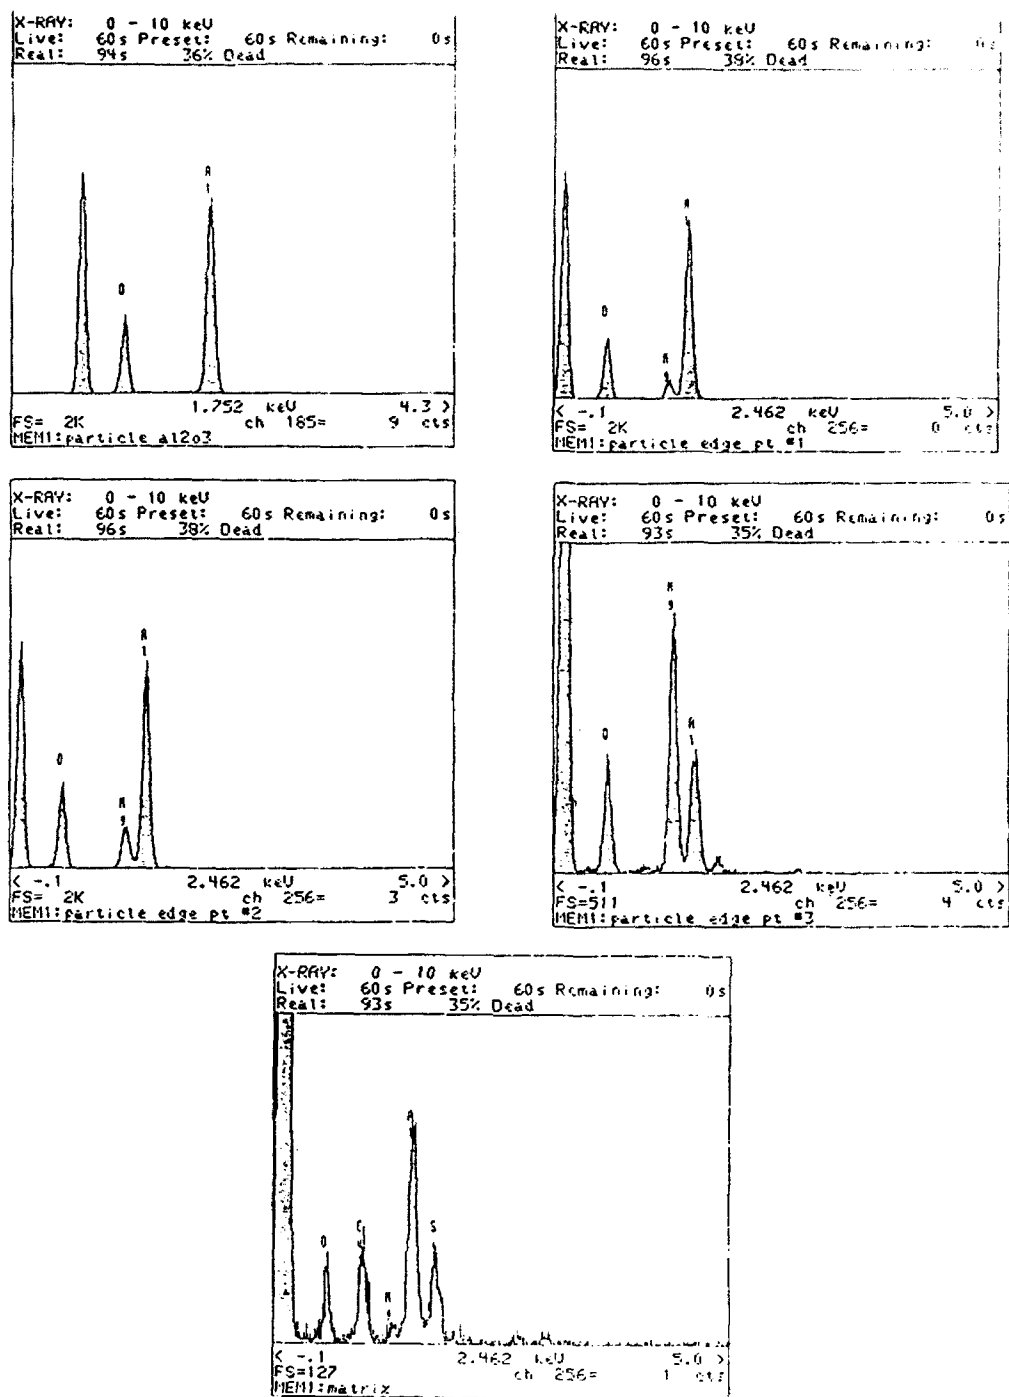 X-RAY: 0 - 10 keV
Live: 60s Preset: 60s Remaining: 0s
Real: 94s 36% Dead
A
l
O
1.752 keV 4.3 >
FS= 2K ch 185= 9 cts
MEM1:particle al2o3
X-RAY: 0 - 10 keV
Live: 60s Preset: 60s Remaining: 0s
Real: 96s 38% Dead
A
O
< -.1 2.462 keV 5.0 >
FS= 2K ch 256= 0 cts
MEM1:particle edge pt #1
X-RAY: 0 - 10 keV
Live: 60s Preset: 60s Remaining: 0s
Real: 96s 38% Dead
A
l
O
M
g
< -.1 2.462 keV 5.0 >
FS= 2K ch 256= 3 cts
MEM1:particle edge pt #2
X-RAY: 0 - 10 keV
Live: 60s Preset: 60s Remaining: 0s
Real: 93s 35% Dead
M
g
A
l
O
< -.1 2.462 keV 5.0 >
FS=511 ch 256= 4 cts
MEM1:particle edge pt #3
X-RAY: 0 - 10 keV
Live: 60s Preset: 60s Remaining: 0s
Real: 93s 35% Dead
A
C
S
O
M
< -.1 2.462 keV 5.0 >
FS=127 ch 256= 1 cts
MEM1:matrix